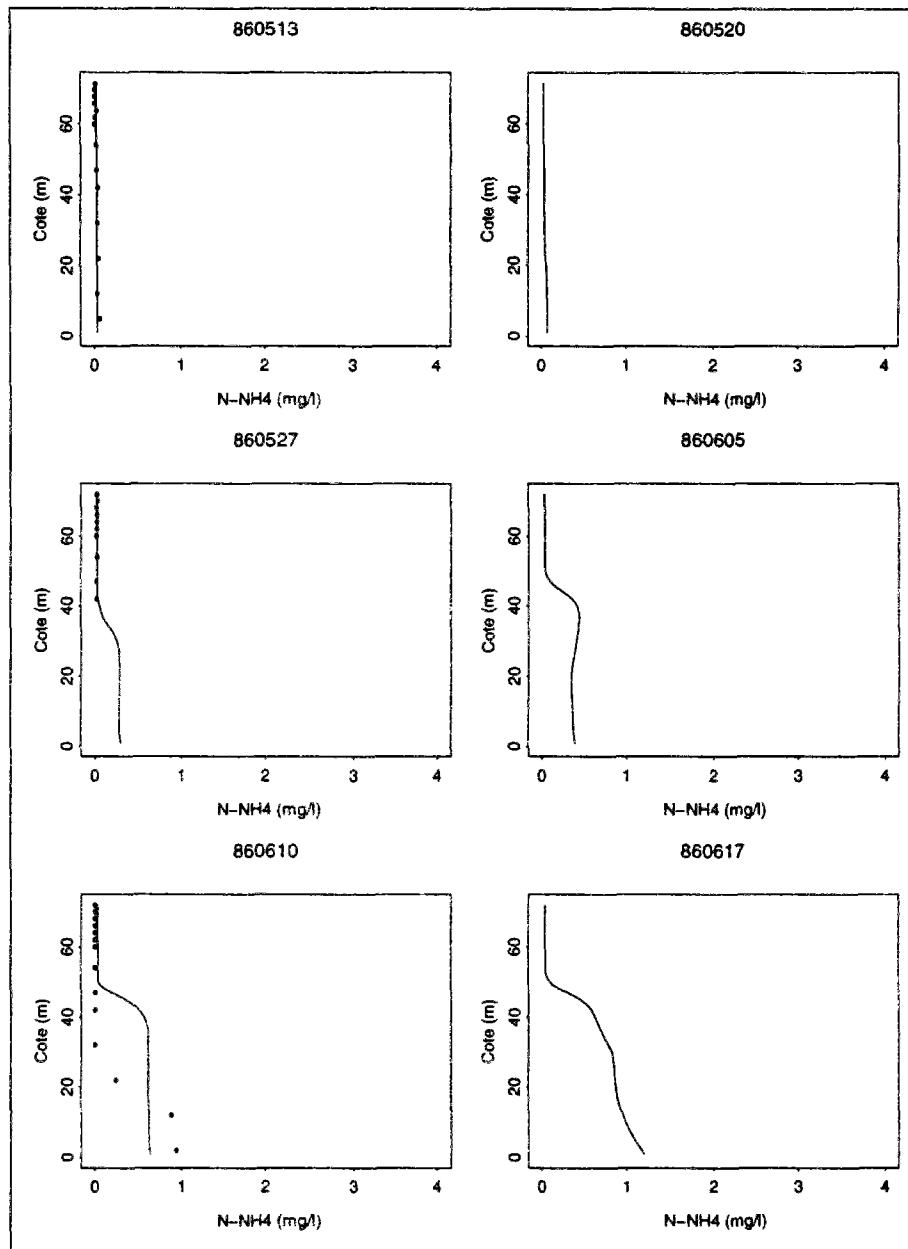 860513
860520
60
40
20
0
Cote (m)
0 1 2 3 4
N-NH4 (mg/l)
60
40
20
0
Cote (m)
0 1 2 3 4
N-NH4 (mg/l)
860527
860605
60
40
20
0
Cote (m)
0 1 2 3 4
N-NH4 (mg/l)
60
40
20
0
Cote (m)
0 1 2 3 4
N-NH4 (mg/l)
860610
860617
60
40
20
0
Cote (m)
0 1 2 3 4
N-NH4 (mg/l)
60
40
20
0
Cote (m)
0 1 2 3 4
N-NH4 (mg/l)